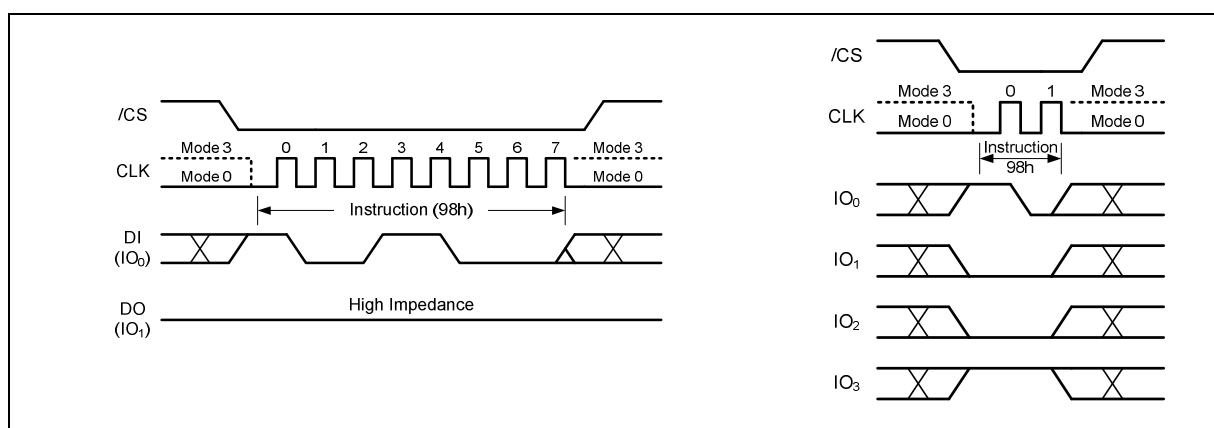 /CS
Mode 3
0 1 2 3 4 5 6 7
Mode 3
CLK
Mode 0
Mode 0
Instruction (98h)
DI
(IO₀)
High Impedance
DO
(IO₁)
/CS
Mode 3
0 1
Mode 3
CLK
Mode 0
Mode 0
Instruction
98h
IO₀
IO₁
IO₂
IO₃